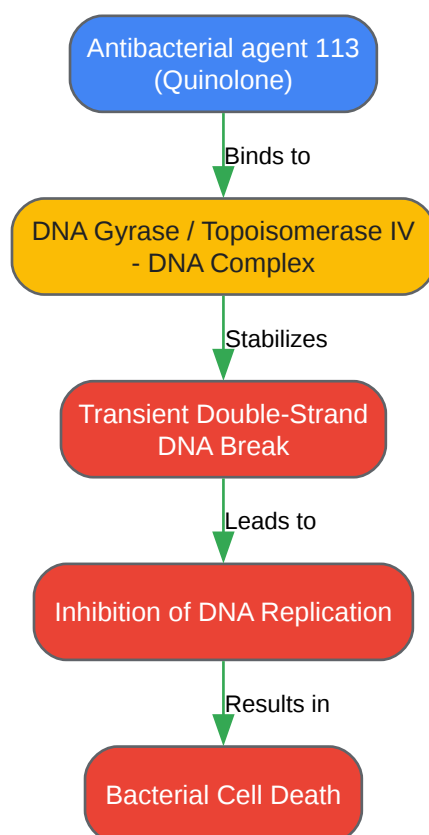 Antibacterial agent 113
(Quinolone)
Binds to
DNA Gyrase / Topoisomerase IV
- DNA Complex
Stabilizes
Transient Double-Strand
DNA Break
Leads to
Inhibition of DNA Replication
Results in
Bacterial Cell Death